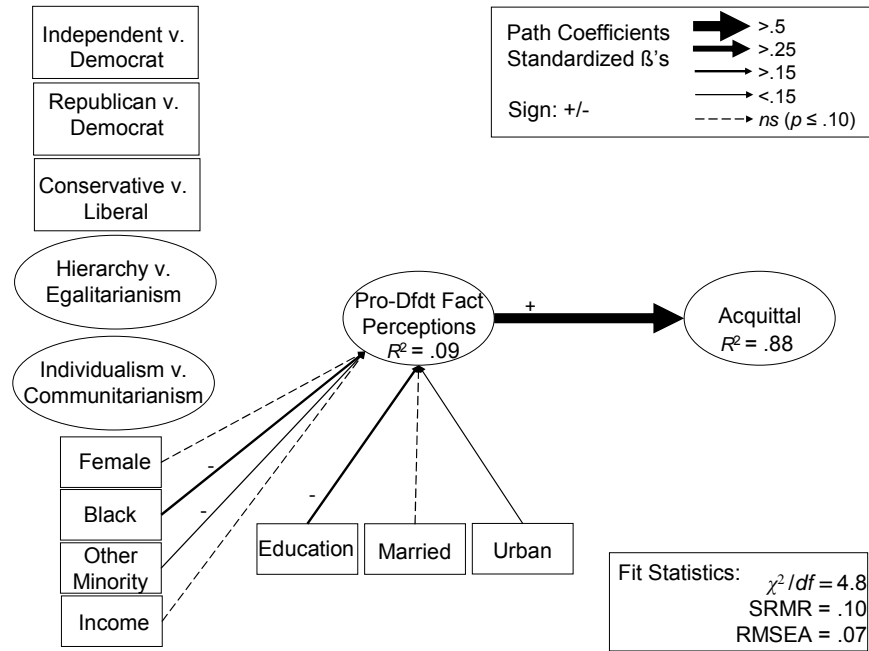 Independent v.
Democrat
Republican v.
Democrat
Conservative v.
Liberal
Hierarchy v.
Egalitarianism
Individualism v.
Communitarianism
Female
Black
Other
Minority
Income
Path Coefficients
Standardized ß's
Sign: +/-
>.5
>.25
>.15
<.15
ns (p ≤ .10)
Pro-Dfdt Fact
Perceptions
R² = .09
+
Acquittal
R² = .88
-
-
-
Education
Married
Urban
Fit Statistics:
χ²/df = 4.8
SRMR = .10
RMSEA = .07